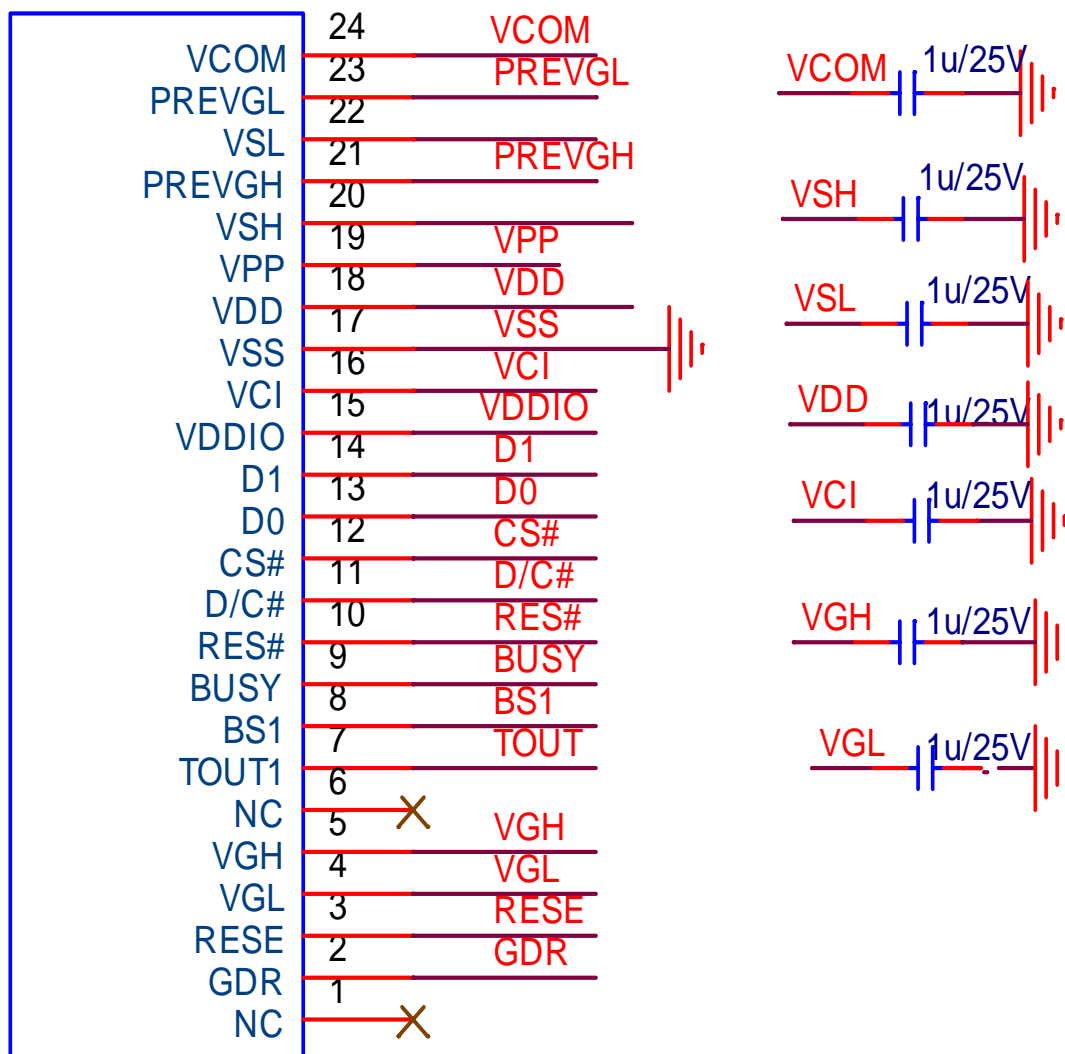 24 VCOM
VCOM
23 PREVGL
PREVGL
22
VSL
21 PREVGH
PREVGH
20
VSH
19 VPP
VPP
18 VDD
VDD
17 VSS
VSS
16 VCI
VCI
15 VDDIO
VDDIO
14 D1
D1
13 D0
D0
12 CS#
CS#
11 D/C#
D/C#
10 RES#
RES#
9 BUSY
BUSY
8 BS1
BS1
7 TOUT
TOUT1
6
NC
5 VGH
VGH
4 VGL
VGL
3 RESE
RESE
2 GDR
GDR
1
NC
VCOM 1u/25V
VSH 1u/25V
VSL 1u/25V
VDD 1u/25V
VCI 1u/25V
VGH 1u/25V
VGL 1u/25V